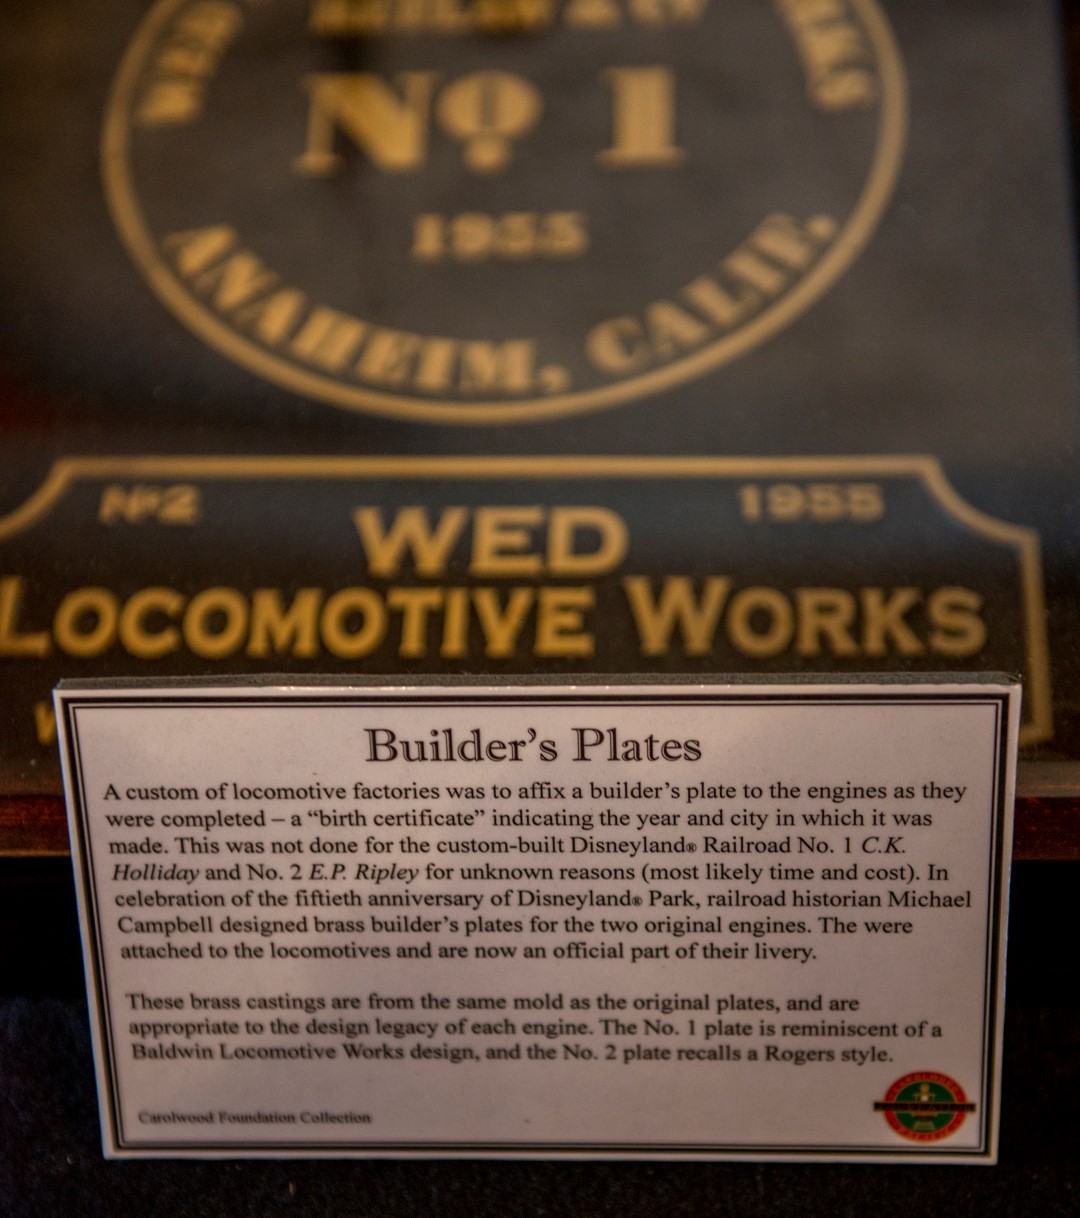 WED
WORKS
RAILWAY
No 1
1955
ANAHEIM, CALIF.
No2 1955
WED
LOCOMOTIVE WORKS
Builder's Plates
A custom of locomotive factories was to affix a builder's plate to the engines as they
were completed – a “birth certificate” indicating the year and city in which it was
made. This was not done for the custom-built Disneyland® Railroad No. 1 C.K.
Holliday and No. 2 E.P. Ripley for unknown reasons (most likely time and cost). In
celebration of the fiftieth anniversary of Disneyland® Park, railroad historian Michael
Campbell designed brass builder's plates for the two original engines. The were
attached to the locomotives and are now an official part of their livery.
These brass castings are from the same mold as the original plates, and are
appropriate to the design legacy of each engine. The No. 1 plate is reminiscent of a
Baldwin Locomotive Works design, and the No. 2 plate recalls a Rogers style.
Carolwood Foundation Collection